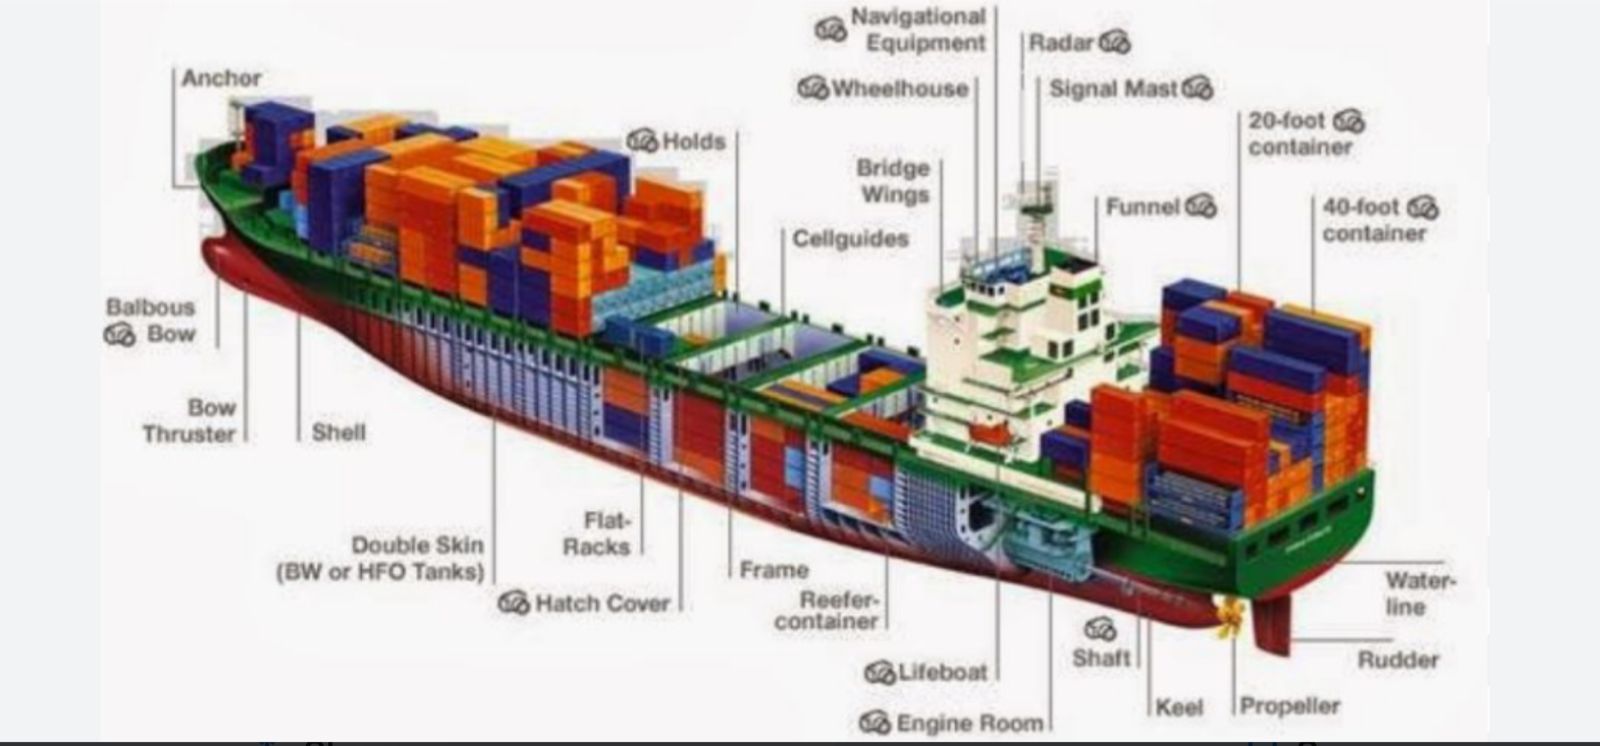 Navigational
Equipment
Radar
Anchor
Wheelhouse
Signal Mast
20-foot
container
Holds
Bridge
Wings
Funnel
40-foot
container
Cellguides
Balbous
Bow
Bow
Thruster
Shell
Flat-
Racks
Double Skin
(BW or HFO Tanks)
Frame
Hatch Cover
Reefer-
container
Water-
line
Shaft
Rudder
Lifeboat
Keel
Propeller
Engine Room